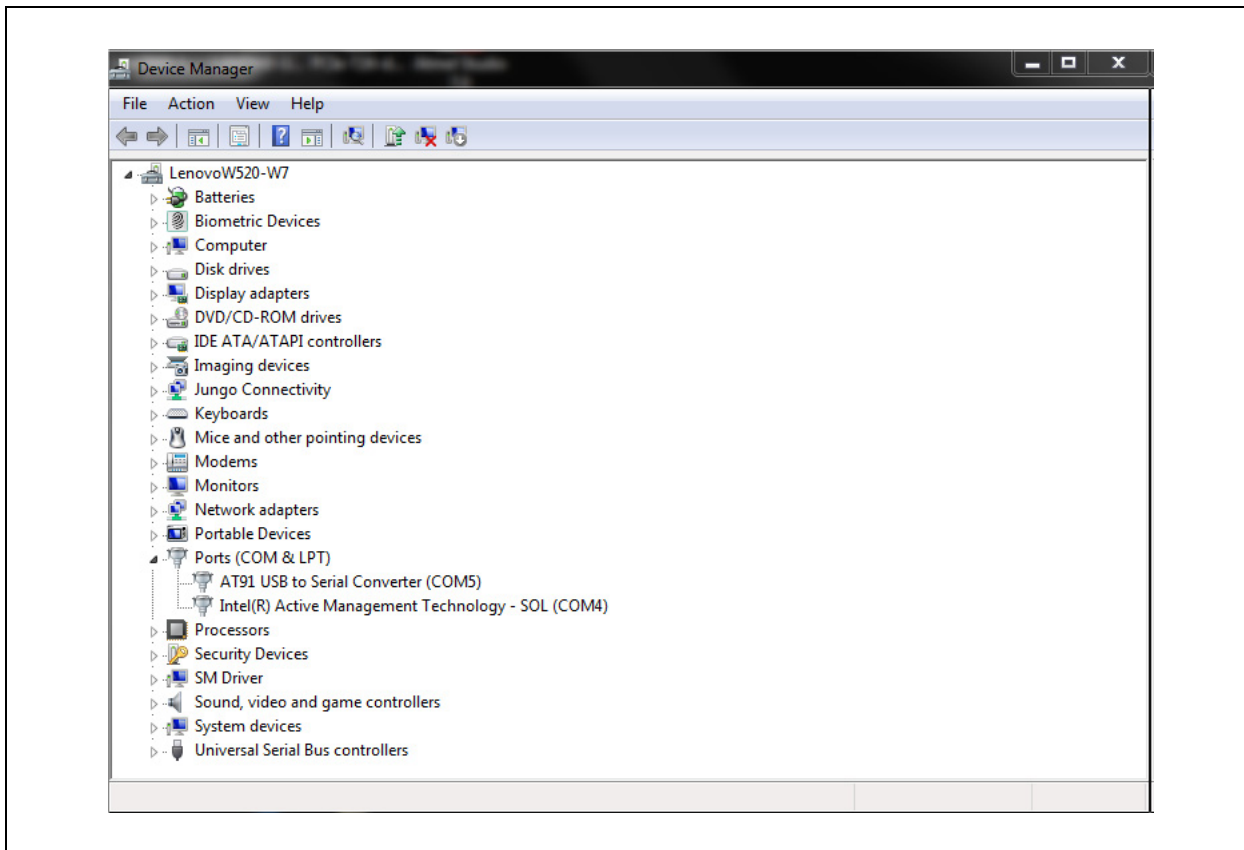 Device Manager
File Action View Help
LenovoW520-W7
Batteries
Biometric Devices
Computer
Disk drives
Display adapters
DVD/CD-ROM drives
IDE ATA/ATAPI controllers
Imaging devices
Jungo Connectivity
Keyboards
Mice and other pointing devices
Modems
Monitors
Network adapters
Portable Devices
Ports (COM & LPT)
AT91 USB to Serial Converter (COM5)
Intel(R) Active Management Technology - SOL (COM4)
Processors
Security Devices
SM Driver
Sound, video and game controllers
System devices
Universal Serial Bus controllers